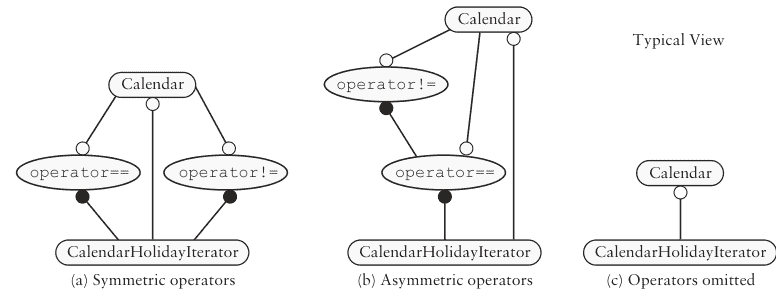 Calendar
operator==
operator!=
CalendarHolidayIterator
(a) Symmetric operators
Calendar
operator!=
operator==
CalendarHolidayIterator
(b) Asymmetric operators
Typical View
Calendar
CalendarHolidayIterator
(c) Operators omitted